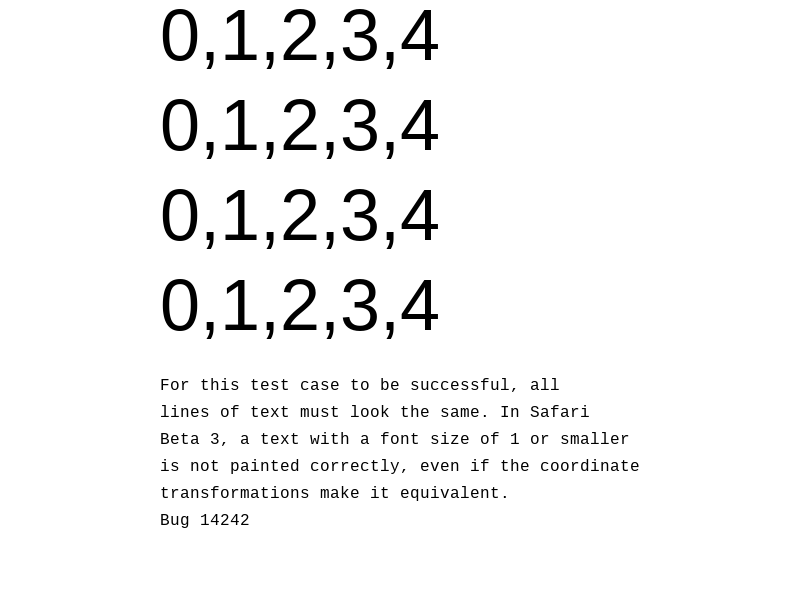 0,1,2,3,4
0,1,2,3,4
0,1,2,3,4
0,1,2,3,4
For this test case to be successful, all
lines of text must look the same. In Safari
Beta 3, a text with a font size of 1 or smaller
is not painted correctly, even if the coordinate
transformations make it equivalent.
Bug 14242